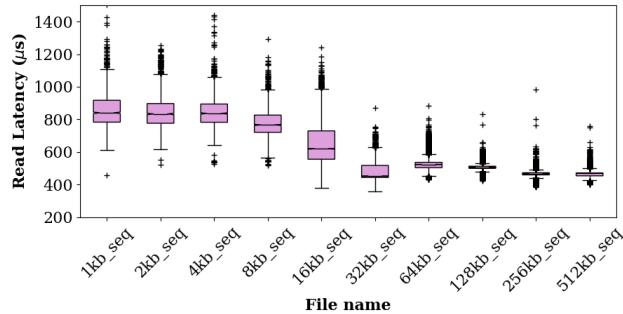 Read Latency (μs)
1400
1200
1000
800
600
400
200
1kb_seq
2kb_seq
4kb_seq
8kb_seq
16kb_seq
32kb_seq
64kb_seq
128kb_seq
256kb_seq
512kb_seq
File name